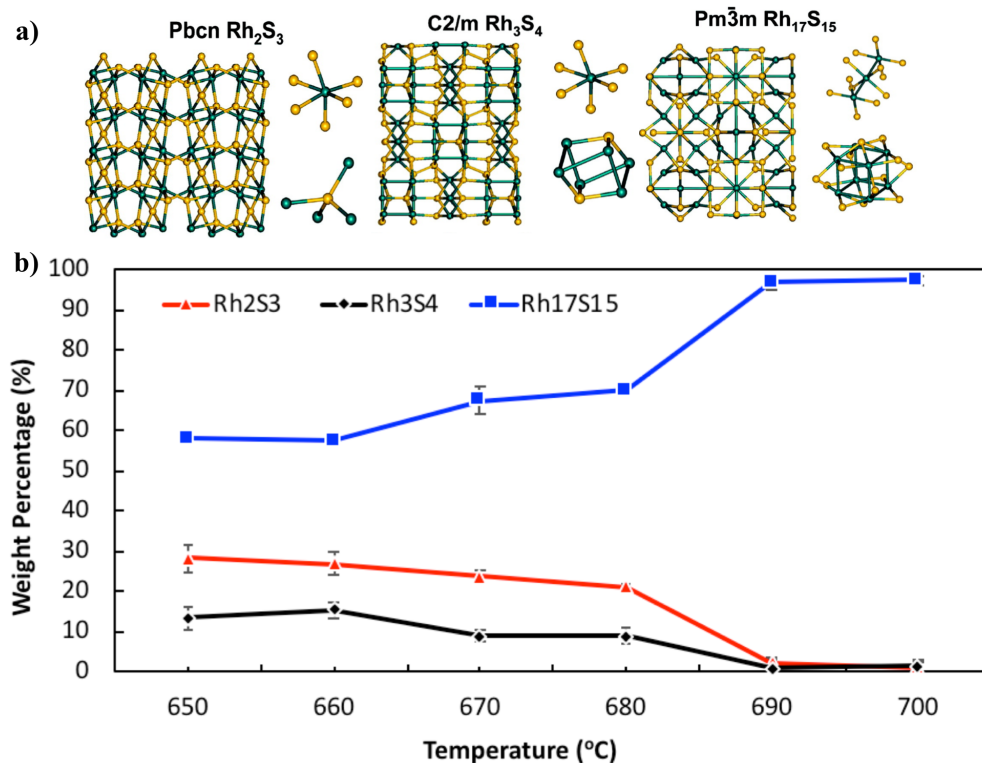 a)
Pbcn Rh₂S₃
C2/m Rh₃S₄
Pm3̄m Rh₁₇S₁₅
b)
100
90
80
70
60
50
40
30
20
10
0
Rh2S3
Rh3S4
Rh17S15
Weight Percentage (%)
650 660 670 680 690 700
Temperature (ºC)